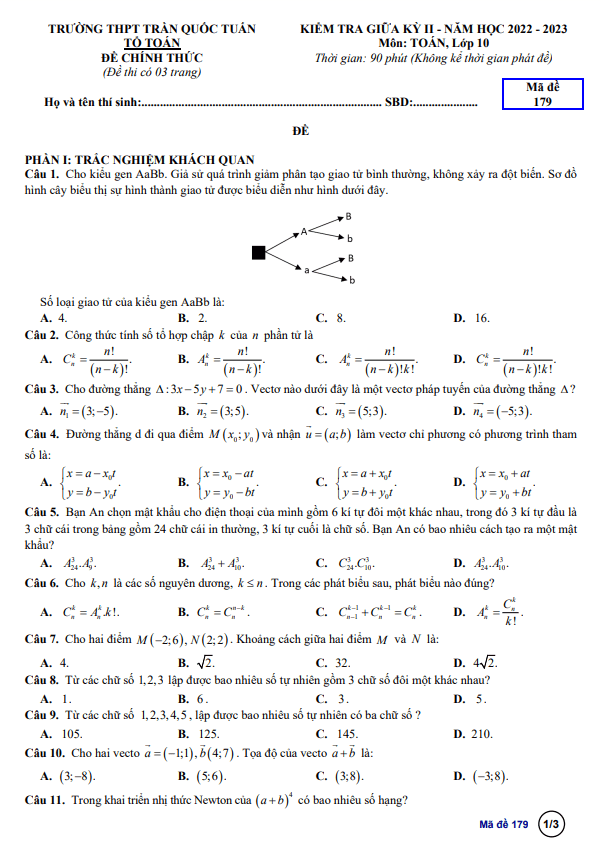 TRƯỜNG THPT TRẦN QUỐC TUẤN
TỔ TOÁN
ĐỀ CHÍNH THỨC
(Đề thi có 03 trang)
KIỂM TRA GIỮA KỲ II - NĂM HỌC 2022 - 2023
Môn: TOÁN, Lớp 10
Thời gian: 90 phút (Không kể thời gian phát đề)
Họ và tên thí sinh:............................................................................ SBD:.....................
Mã đề
179
ĐỀ
PHẦN I: TRẮC NGHIỆM KHÁCH QUAN
Câu 1. Cho kiểu gen AaBb. Giả sử quá trình giảm phân tạo giao tử bình thường, không xảy ra đột biến. Sơ đồ
hình cây biểu thị sự hình thành giao tử được biểu diễn như hình dưới đây.
B
A
b
B
a
b
Số loại giao tử của kiểu gen AaBb là:
A. 4. B. 2. C. 8. D. 16.
Câu 2. Công thức tính số tổ hợp chập k của n phần tử là
A. $C_n^k = \frac{n!}{(n-k)!}$. B. $A_n^k = \frac{n!}{(n-k)!}$. C. $A_n^k = \frac{n!}{(n-k)!k!}$. D. $C_n^k = \frac{n!}{(n-k)!k!}$.
Câu 3. Cho đường thẳng Δ:3x−5y+7=0. Vectơ nào dưới đây là một vectơ pháp tuyến của đường thẳng Δ?
A. $\overrightarrow{n_1} = (3;-5)$. B. $\overrightarrow{n_2} = (3;5)$. C. $\overrightarrow{n_3} = (5;3)$. D. $\overrightarrow{n_4} = (-5;3)$.
Câu 4. Đường thẳng d đi qua điểm $M(x_0;y_0)$ và nhận $\vec{u} = (a;b)$ làm vectơ chỉ phương có phương trình tham
số là:
A. $\begin{cases} x = a - x_0t \\ y = b - y_0t \end{cases}$. B. $\begin{cases} x = x_0 - at \\ y = y_0 - bt \end{cases}$. C. $\begin{cases} x = a + x_0t \\ y = b + y_0t \end{cases}$. D. $\begin{cases} x = x_0 + at \\ y = y_0 + bt \end{cases}$.
Câu 5. Bạn An chọn mật khẩu cho điện thoại của mình gồm 6 kí tự đôi một khác nhau, trong đó 3 kí tự đầu là
3 chữ cái trong bảng gồm 24 chữ cái in thường, 3 kí tự cuối là chữ số. Bạn An có bao nhiêu cách tạo ra một mật
khẩu?
A. $A_{24}^3.A_9^3$. B. $A_{24}^3 + A_{10}^3$. C. $C_{24}^3.C_{10}^3$. D. $A_{24}^3.A_{10}^3$.
Câu 6. Cho k,n là các số nguyên dương, k ≤ n. Trong các phát biểu sau, phát biểu nào đúng?
A. $C_n^k = A_n^k.k!$. B. $C_n^k = C_n^{n-k}$. C. $C_{n-1}^{k-1} + C_n^{k-1} = C_n^k$. D. $A_n^k = \frac{C_n^k}{k!}$.
Câu 7. Cho hai điểm M(−2;6), N(2;2). Khoảng cách giữa hai điểm M và N là:
A. 4. B. $\sqrt{2}$. C. 32. D. $4\sqrt{2}$.
Câu 8. Từ các chữ số 1,2,3 lập được bao nhiêu số tự nhiên gồm 3 chữ số đôi một khác nhau?
A. 1. B. 6. C. 3. D. 5.
Câu 9. Từ các chữ số 1,2,3,4,5, lập được bao nhiêu số tự nhiên có ba chữ số ?
A. 105. B. 125. C. 145. D. 210.
Câu 10. Cho hai vecto $\vec{a} = (-1;1), \vec{b}(4;7)$. Tọa độ của vecto $\vec{a} + \vec{b}$ là:
A. (3;−8). B. (5;6). C. (3;8). D. (−3;8).
Câu 11. Trong khai triển nhị thức Newton của $(a+b)^4$ có bao nhiêu số hạng?
Mã đề 179 1/3